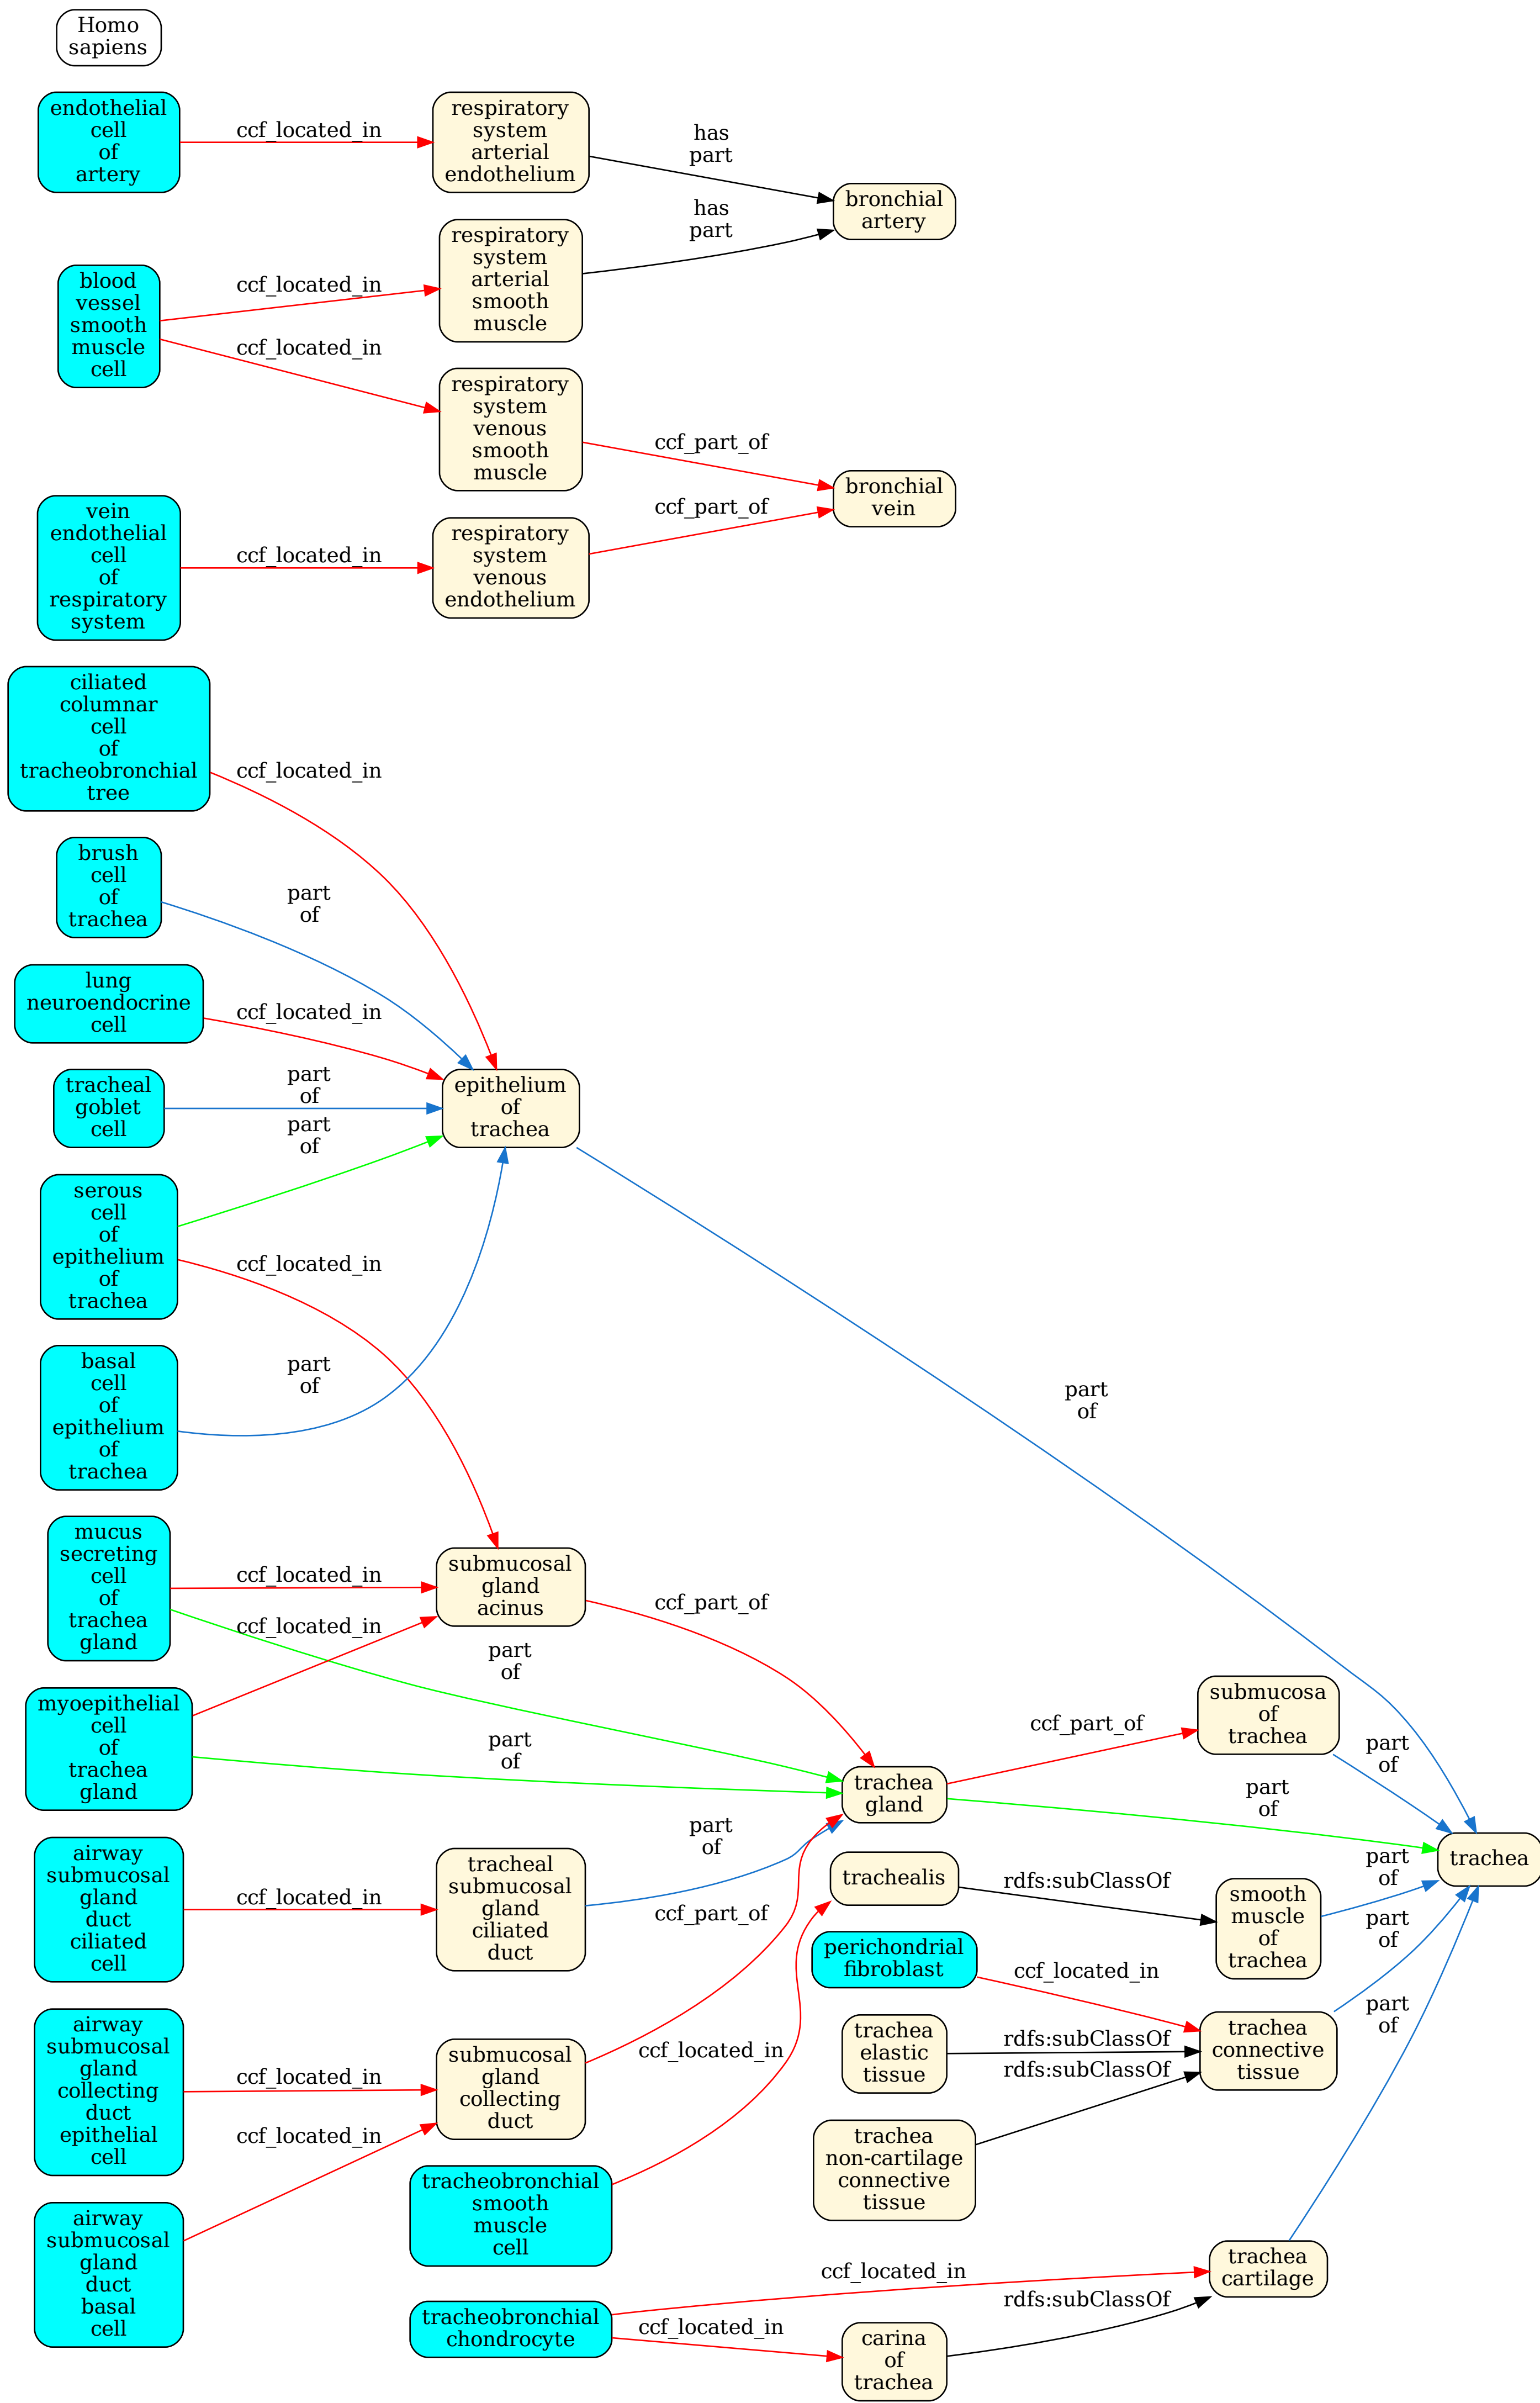 Homo
sapiens
endothelial
cell
of
artery
ccf_located_in
respiratory
system
arterial
endothelium
has
part
bronchial
artery
blood
vessel
smooth
muscle
cell
ccf_located_in
respiratory
system
arterial
smooth
muscle
has
part
ccf_located_in
respiratory
system
venous
smooth
muscle
ccf_part_of
bronchial
vein
vein
endothelial
cell
of
respiratory
system
ccf_located_in
respiratory
system
venous
endothelium
ccf_part_of
ciliated
columnar
cell
of
tracheobronchial
tree
ccf_located_in
brush
cell
of
trachea
part
of
lung
neuroendocrine
cell
ccf_located_in
tracheal
goblet
cell
part
of
epithelium
of
trachea
part
of
serous
cell
of
epithelium
of
trachea
ccf_located_in
basal
cell
of
epithelium
of
trachea
part
of
part
of
mucus
secreting
cell
of
trachea
gland
ccf_located_in
submucosal
gland
acinus
ccf_part_of
ccf_located_in
part
of
myoepithelial
cell
of
trachea
gland
part
of
trachea
gland
ccf_part_of
submucosa
of
trachea
part
of
part
of
trachea
airway
submucosal
gland
duct
ciliated
cell
ccf_located_in
tracheal
submucosal
gland
ciliated
duct
part
of
ccf_part_of
trachealis
rdfs:subClassOf
smooth
muscle
of
trachea
part
of
perichondrial
fibroblast
ccf_located_in
part
of
airway
submucosal
gland
collecting
duct
epithelial
cell
ccf_located_in
submucosal
gland
collecting
duct
ccf_located_in
trachea
elastic
tissue
rdfs:subClassOf
trachea
connective
tissue
part
of
rdfs:subClassOf
trachea
non-cartilage
connective
tissue
airway
submucosal
gland
duct
basal
cell
ccf_located_in
tracheobronchial
smooth
muscle
cell
tracheobronchial
chondrocyte
ccf_located_in
trachea
cartilage
ccf_located_in
rdfs:subClassOf
carina
of
trachea